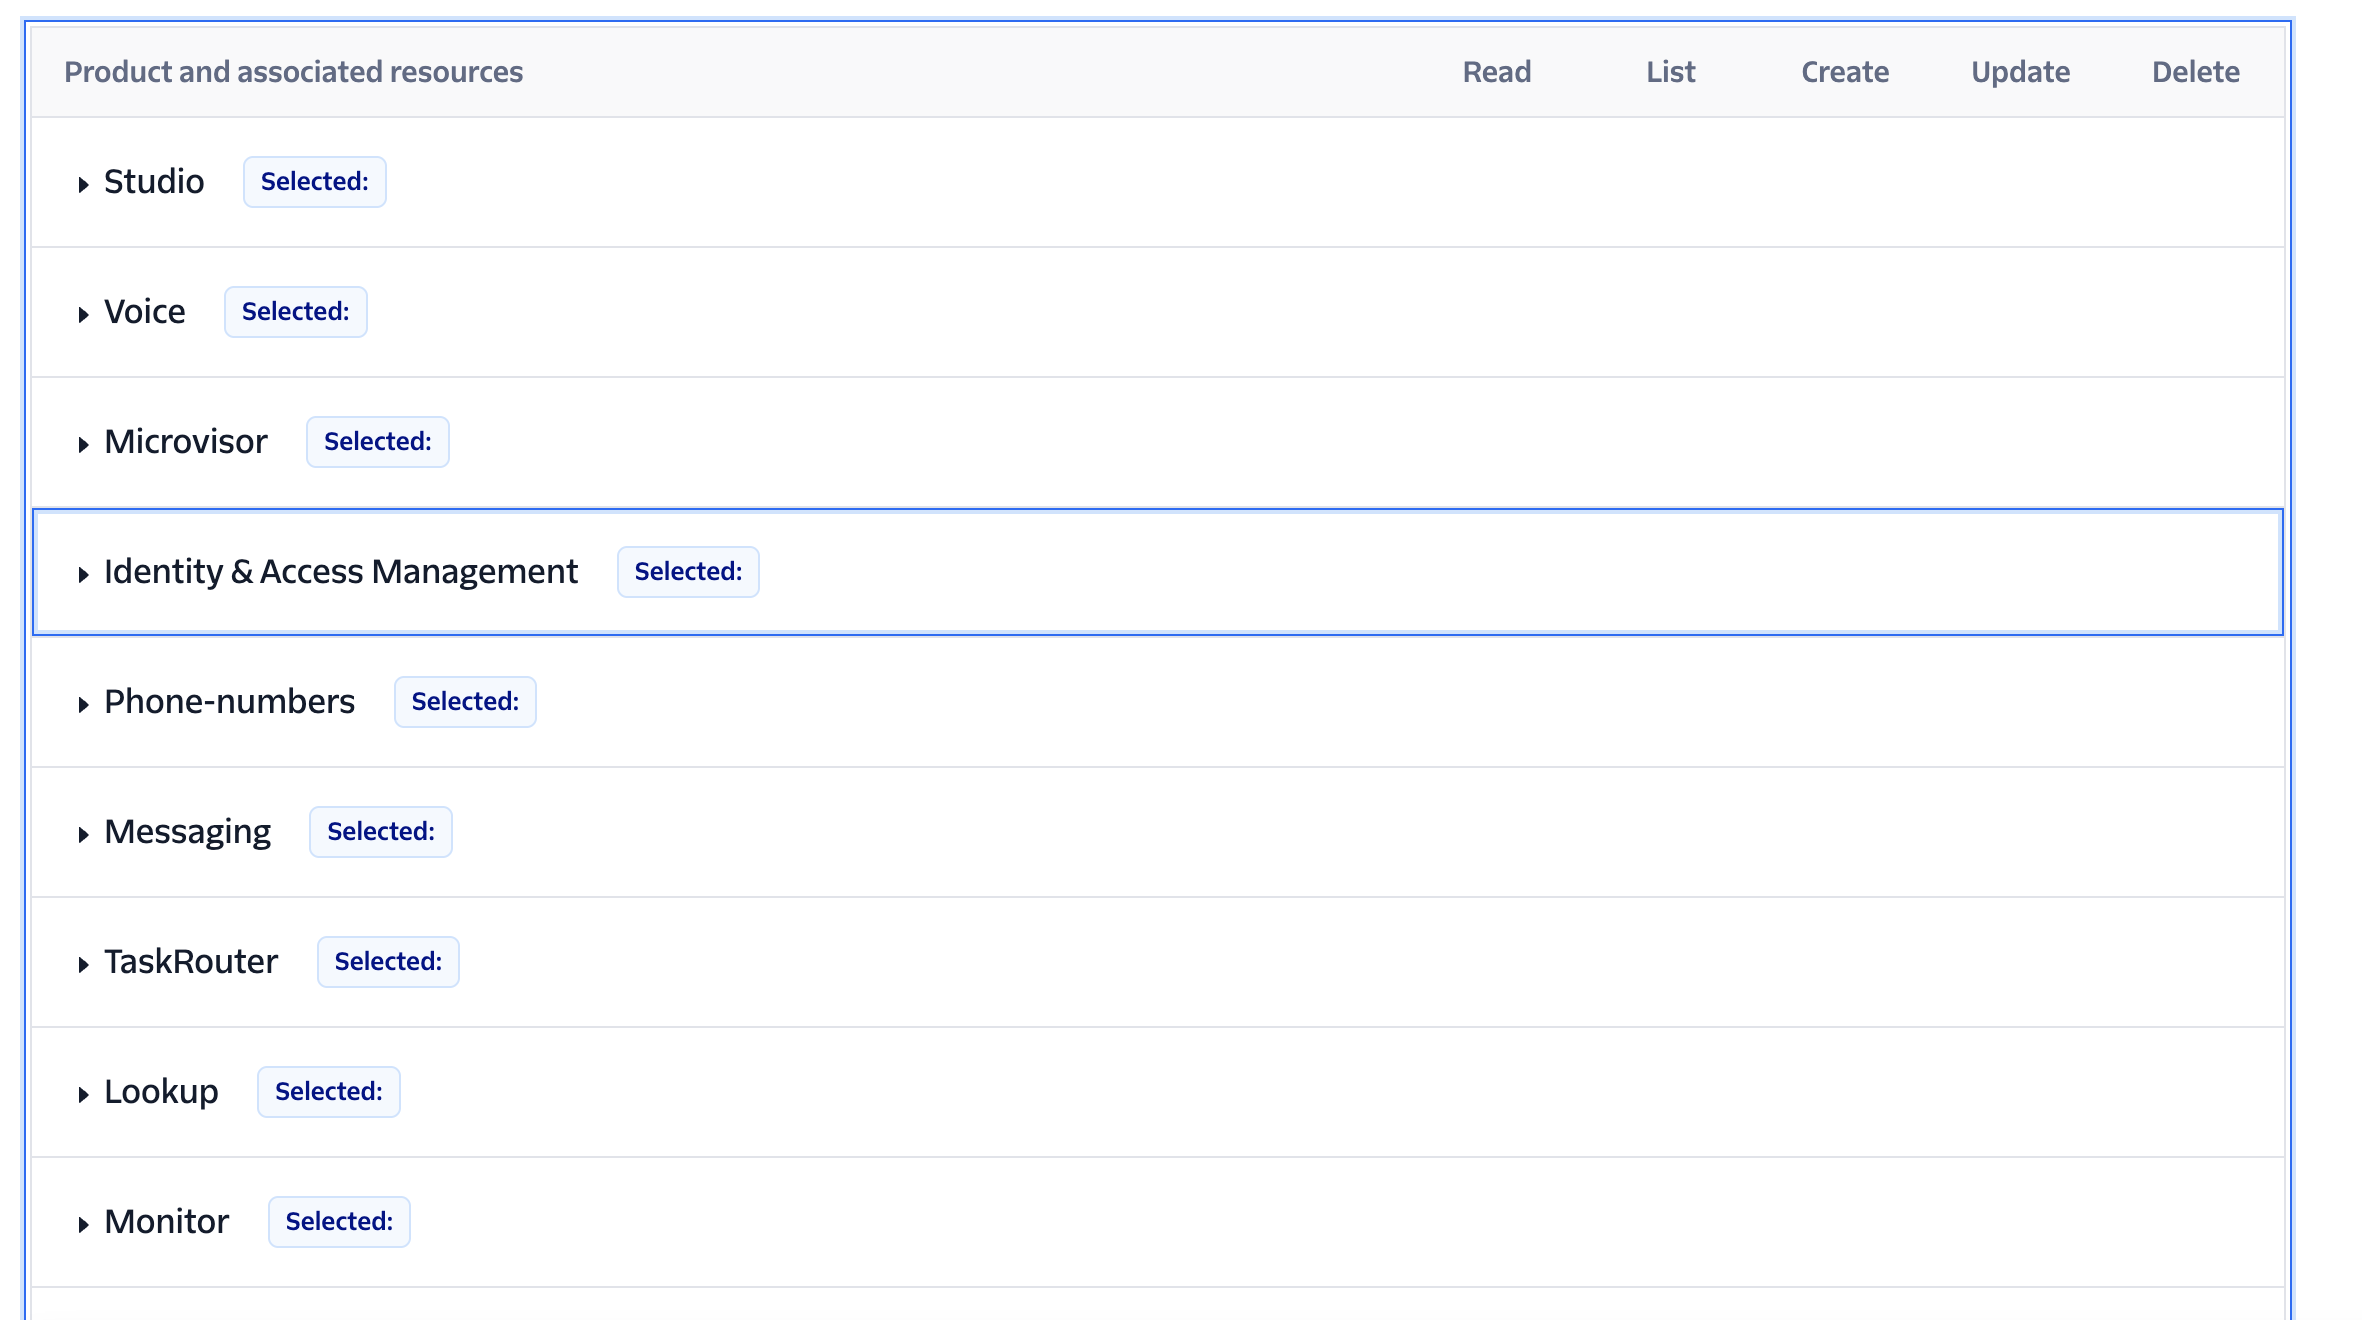 Product and associated resources Read List Create Update Delete
Studio Selected:
Voice Selected:
Microvisor Selected:
Identity & Access Management Selected:
Phone-numbers Selected:
Messaging Selected:
TaskRouter Selected:
Lookup Selected:
Monitor Selected: